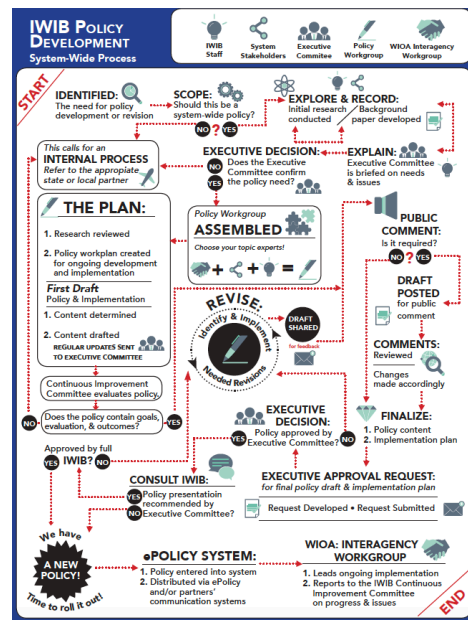 IWIB POLICY
DEVELOPMENT
SYSTEM-WIDE PROCESS
IWIB
Staff
System
Stakeholders
Executive
Commitee
Policy
Workgroup
WIOA Interagency
Workgroup
START
IDENTIFIED:
The need for policy
development or revision
SCOPE:
Should this be a
system-wide policy?
NO ? YES
EXPLORE & RECORD:
Initial research
conducted
Background
paper developed
This calls for an
INTERNAL PROCESS
Refer to the appropiate
state or local partner
EXECUTIVE DECISION:
Does the Executive
Committee confirm
the policy need?
NO
YES
EXPLAIN:
Executive Committee
is briefed on needs
& issues
THE PLAN:
1. Research reviewed
2. Policy workplan created
for ongoing development
and implementation
First Draft
Policy & Implementation
1. Content determined
2. Content drafted
REGULAR UPDATES SENT
TO EXECUTIVE COMMITTEE
Policy Workgroup
ASSEMBLED
Choose your topic experts!
+ + =
PUBLIC
COMMENT:
Is it required?
NO ? YES
DRAFT
POSTED
for public
comment
REVISE:
Identify & Implement
Needed Revisions
DRAFT
SHARED
for feedback
COMMENTS:
Reviewed
Changes
made accordingly
Continuous Improvement
Committee evaluates policy.
NO
Does the policy contain goals,
evaluation, & outcomes?
YES
FINALIZE:
1. Policy content
2. Implementation plan
EXECUTIVE
DECISION:
YES
Policy approved by
Executive Committee?
NO
Approved by full
YES
IWIB?
NO
CONSULT IWIB:
YES
NO
Policy presentatioin
recommended by
Executive Committee?
EXECUTIVE APPROVAL REQUEST:
for final policy draft & implementation plan
Request Developed • Request Submitted
We have
A NEW
POLICY!
Time to roll it out!
ePOLICY SYSTEM:
1. Policy entered into system
2. Distributed via ePolicy
and/or partners'
communication systems
WIOA: INTERAGENCY
WORKGROUP
1. Leads ongoing implementation
2. Reports to the IWIB Continuous
Improvement Committee
on progress & issues
END